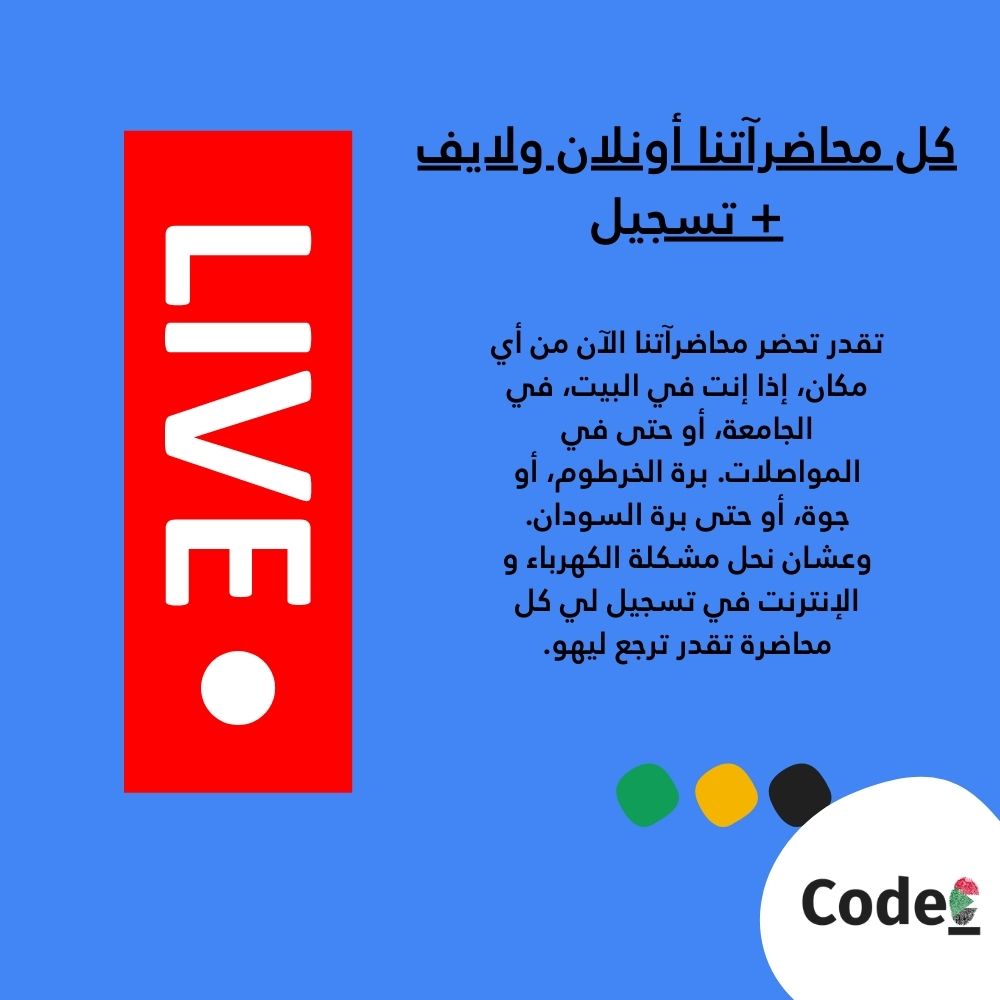 كل محاضرآتنا أونلان ولايف
+ تسجيل
تقدر تحضر محاضرآتنا الآن من أي
مكان، إذا إنت في البيت، في
الجامعة، أو حتى في
المواصلات. برة الخرطوم، أو
جوة، أو حتى برة السودان.
وعشان نحل مشكلة الكهرباء و
الإنترنت في تسجيل لي كل
محاضرة تقدر ترجع ليهو.
LIVE
Code